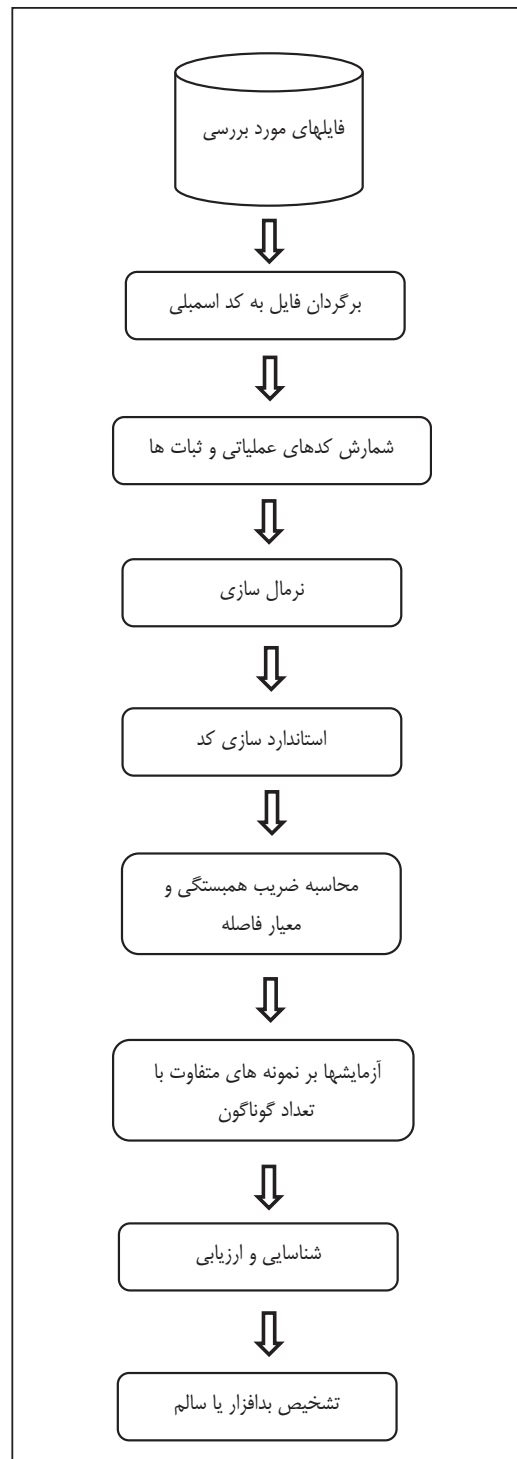 فایلهای مورد بررسی
برگردان فایل به کد اسمبلی
شمارش کدهای عملیاتی و ثبات ها
نرمال سازی
استاندارد سازی کد
محاسبه ضریب همبستگی و
معیار فاصله
آزمایشها بر نمونه های متفاوت با
تعداد گوناگون
شناسایی و ارزیابی
تشخیص بدافزار یا سالم